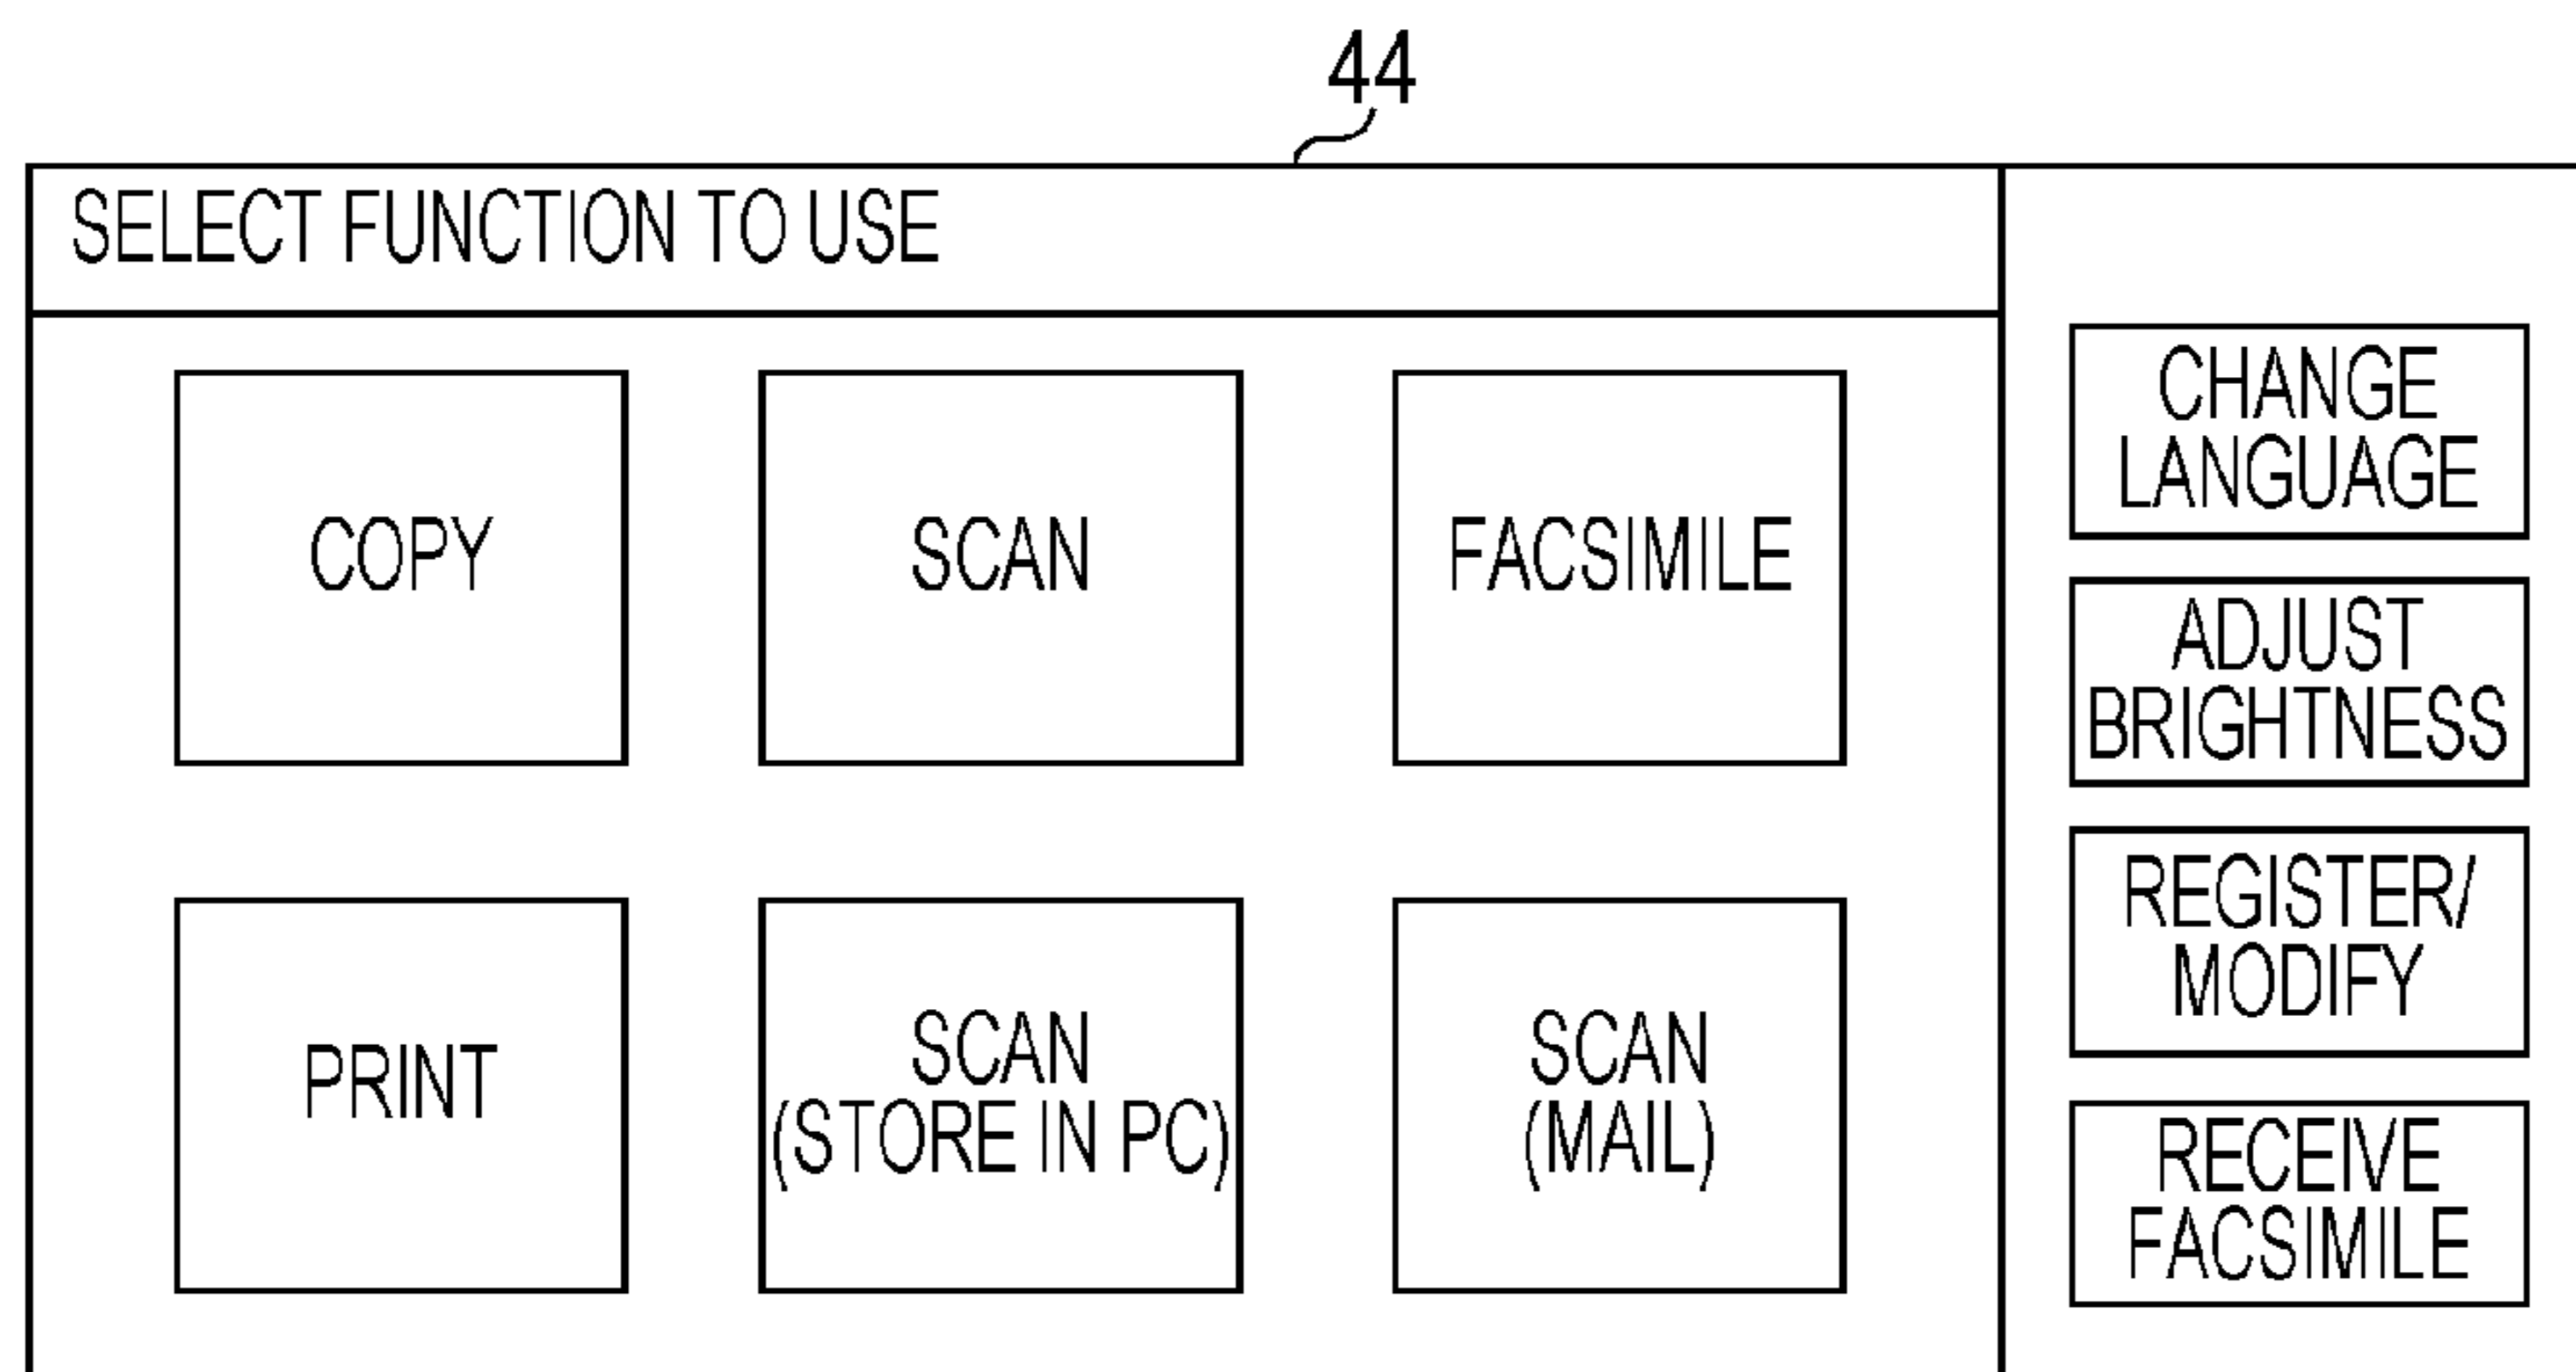 44
SELECT FUNCTION TO USE
COPY
SCAN
FACSIMILE
PRINT
SCAN
(STORE IN PC)
SCAN
(MAIL)
CHANGE
LANGUAGE
ADJUST
BRIGHTNESS
REGISTER/
MODIFY
RECEIVE
FACSIMILE